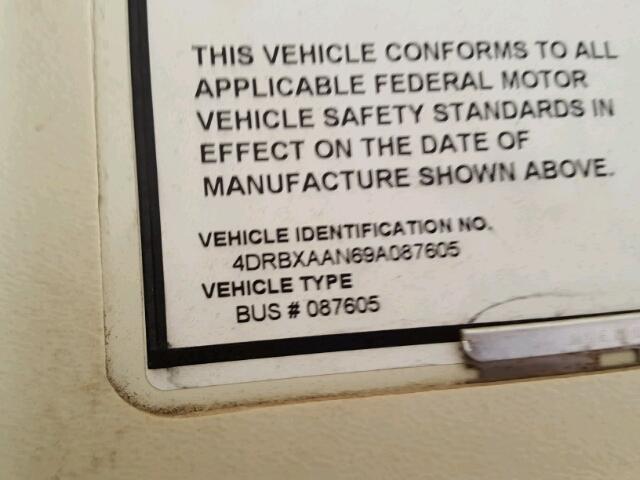 THIS VEHICLE CONFORMS TO ALL
APPLICABLE FEDERAL MOTOR
VEHICLE SAFETY STANDARDS IN
EFFECT ON THE DATE OF
MANUFACTURE SHOWN ABOVE.
VEHICLE IDENTIFICATION NO.
4DRBXAAN69A087605
VEHICLE TYPE
BUS # 087605